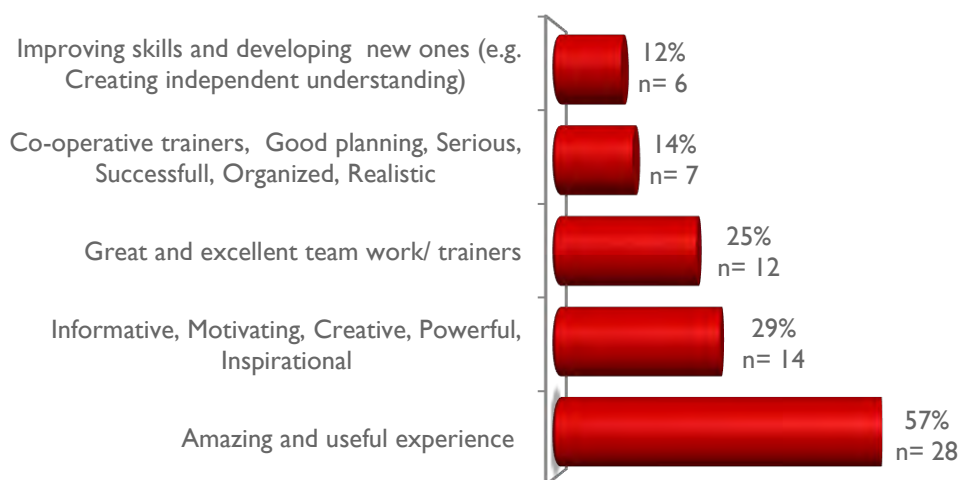 Improving skills and developing new ones (e.g.
Creating independent understanding)
12%
n= 6
Co-operative trainers, Good planning, Serious,
Successfull, Organized, Realistic
14%
n= 7
Great and excellent team work/ trainers
25%
n= 12
Informative, Motivating, Creative, Powerful,
Inspirational
29%
n= 14
Amazing and useful experience
57%
n= 28